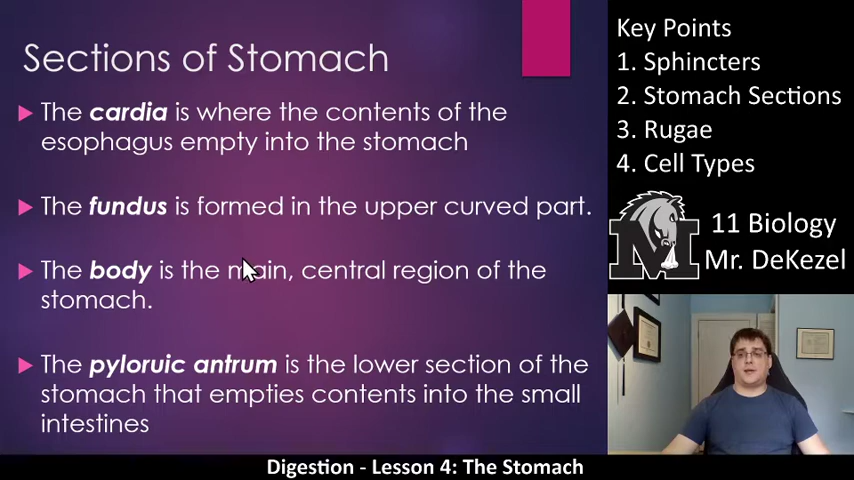 Sections of Stomach
The cardia is where the contents of the
esophagus empty into the stomach
The fundus is formed in the upper curved part.
The body is the main, central region of the
stomach.
The pyloruic antrum is the lower section of the
stomach that empties contents into the small
intestines
Key Points
1. Sphincters
2. Stomach Sections
3. Rugae
4. Cell Types
M
11 Biology
Mr. DeKezel
Digestion - Lesson 4: The Stomach